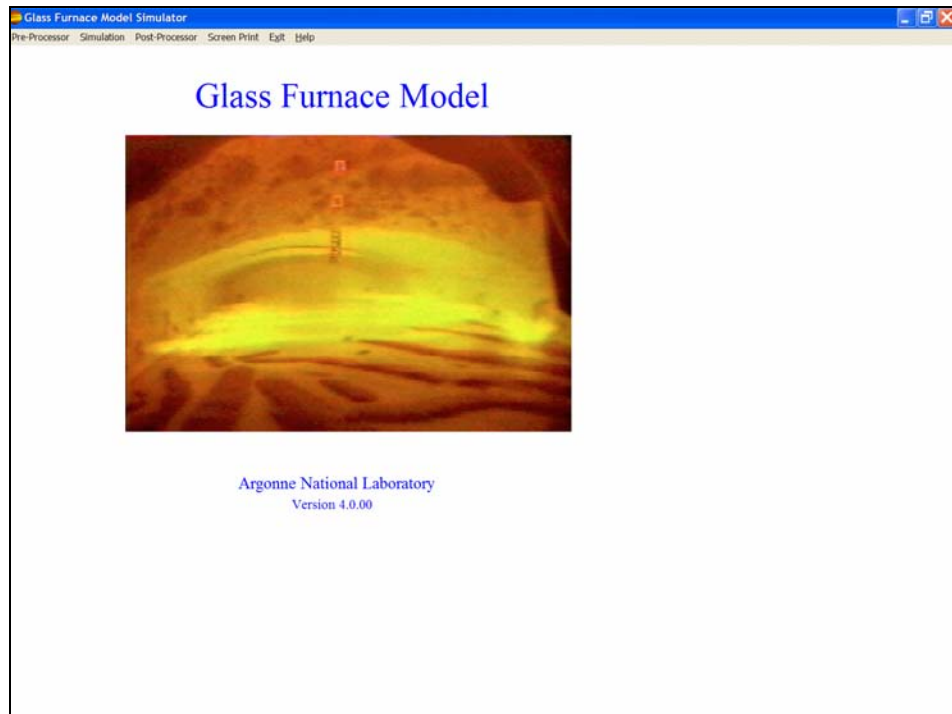 Glass Furnace Model Simulator
Pre-Processor Simulation Post-Processor Screen Print Exit Help
Glass Furnace Model
Argonne National Laboratory
Version 4.0.00